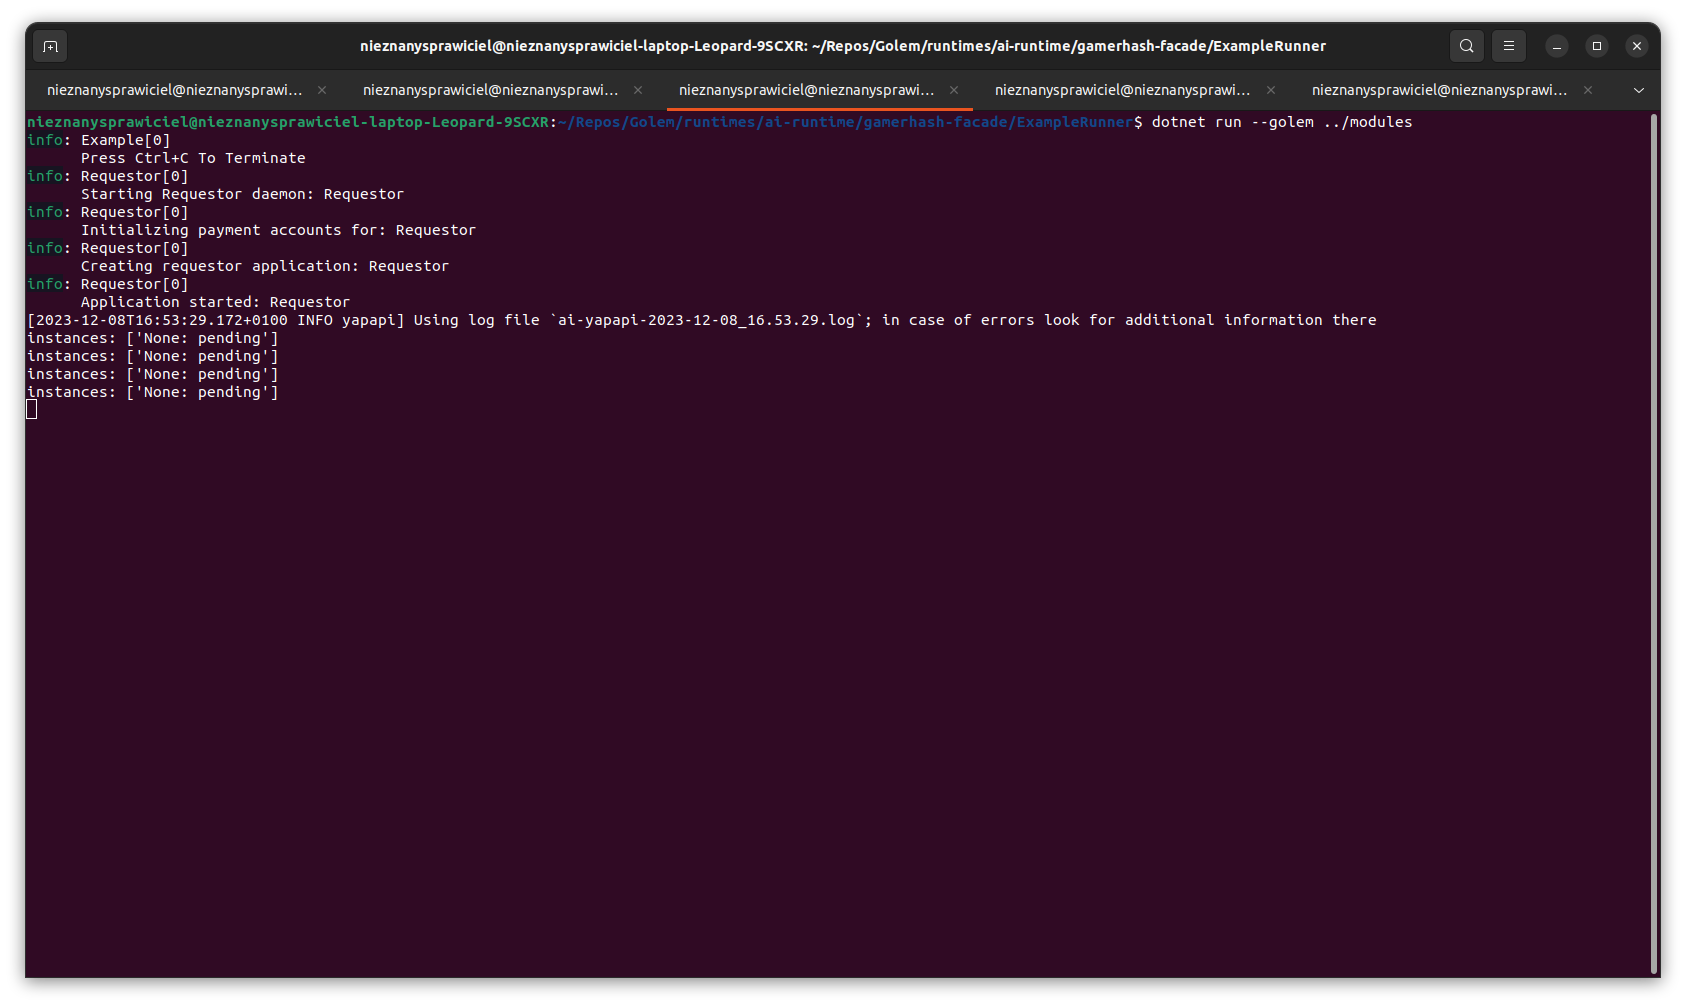 nieznanysprawiciel@nieznanysprawiciel-laptop-Leopard-9SCXR: ~/Repos/Golem/runtimes/ai-runtime/gamerhash-facade/ExampleRunner
nieznanysprawiciel@nieznanysprawi... nieznanysprawiciel@nieznanysprawi... nieznanysprawiciel@nieznanysprawi... nieznanysprawiciel@nieznanysprawi... nieznanysprawiciel@nieznanysprawi...
nieznanysprawiciel@nieznanysprawiciel-laptop-Leopard-9SCXR:~/Repos/Golem/runtimes/ai-runtime/gamerhash-facade/ExampleRunner$ dotnet run --golem ../modules
info: Example[0]
Press Ctrl+C To Terminate
info: Requestor[0]
Starting Requestor daemon: Requestor
info: Requestor[0]
Initializing payment accounts for: Requestor
info: Requestor[0]
Creating requestor application: Requestor
info: Requestor[0]
Application started: Requestor
[2023-12-08T16:53:29.172+0100 INFO yapapi] Using log file `ai-yapapi-2023-12-08_16.53.29.log`; in case of errors look for additional information there
instances: ['None: pending']
instances: ['None: pending']
instances: ['None: pending']
instances: ['None: pending']